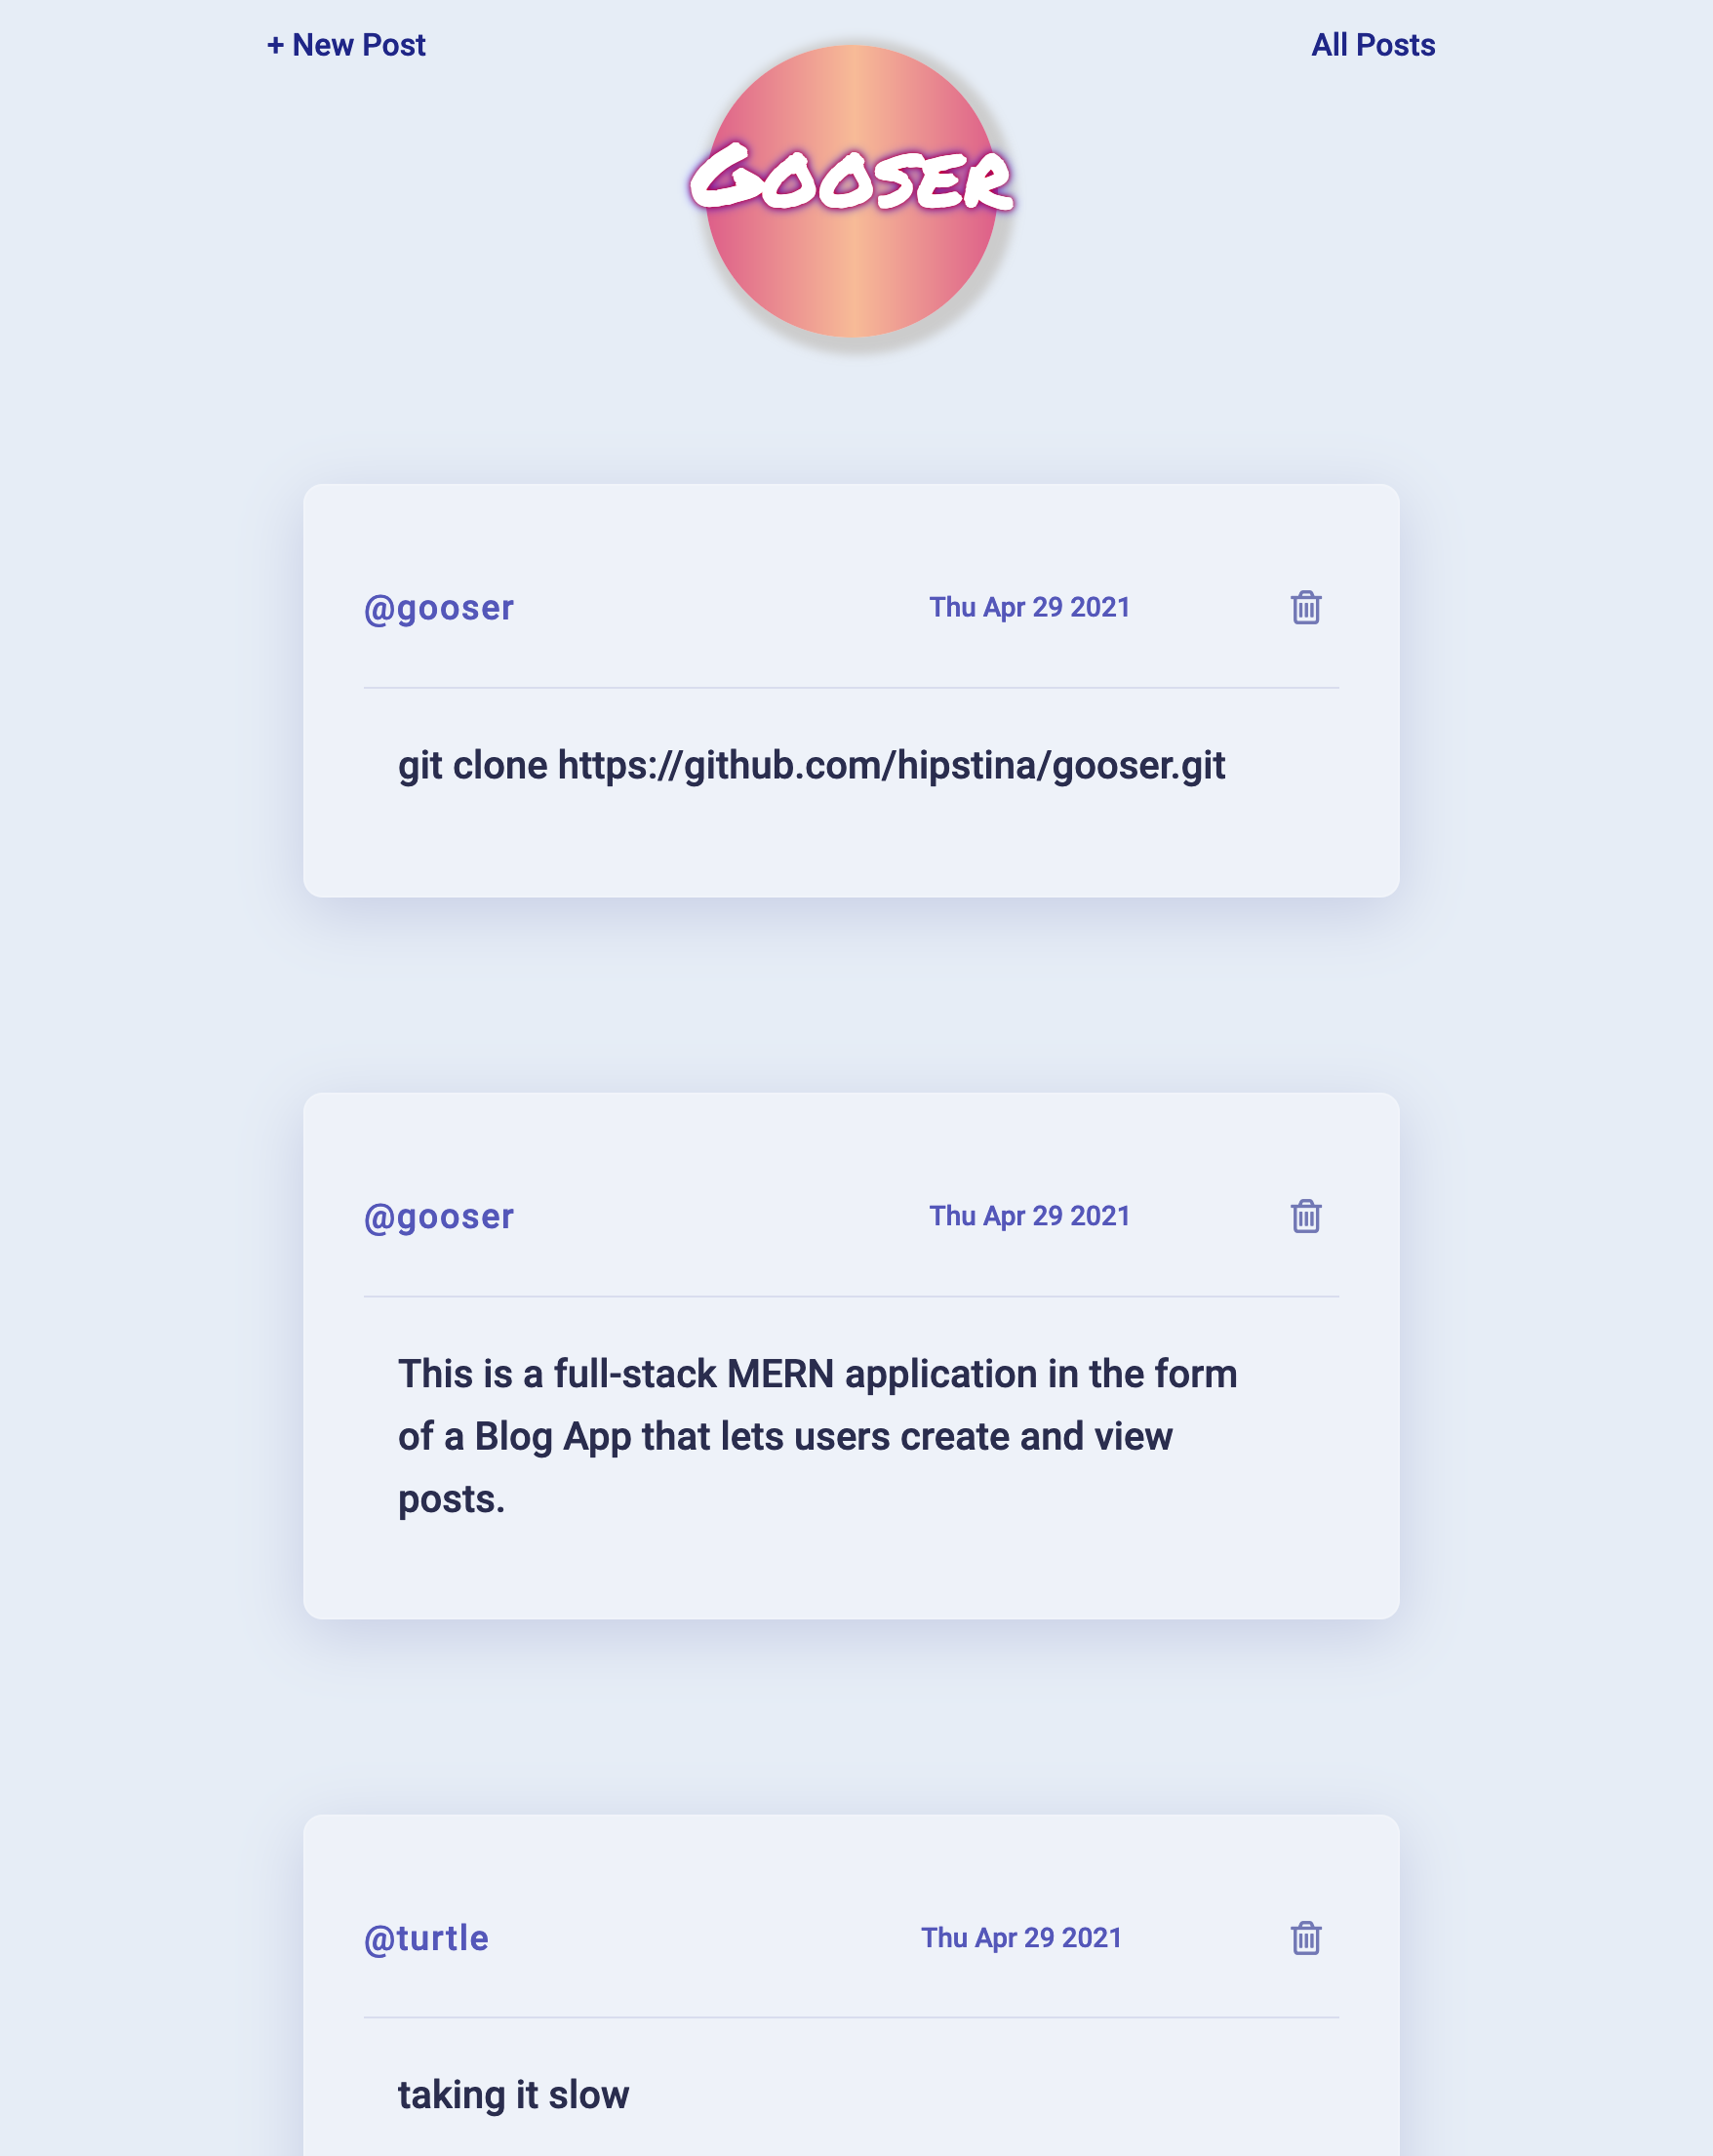 + New Post
All Posts
Gooser
@gooser
Thu Apr 29 2021
git clone https://github.com/hipstina/gooser.git
@gooser
Thu Apr 29 2021
This is a full-stack MERN application in the form
of a Blog App that lets users create and view
posts.
@turtle
Thu Apr 29 2021
taking it slow